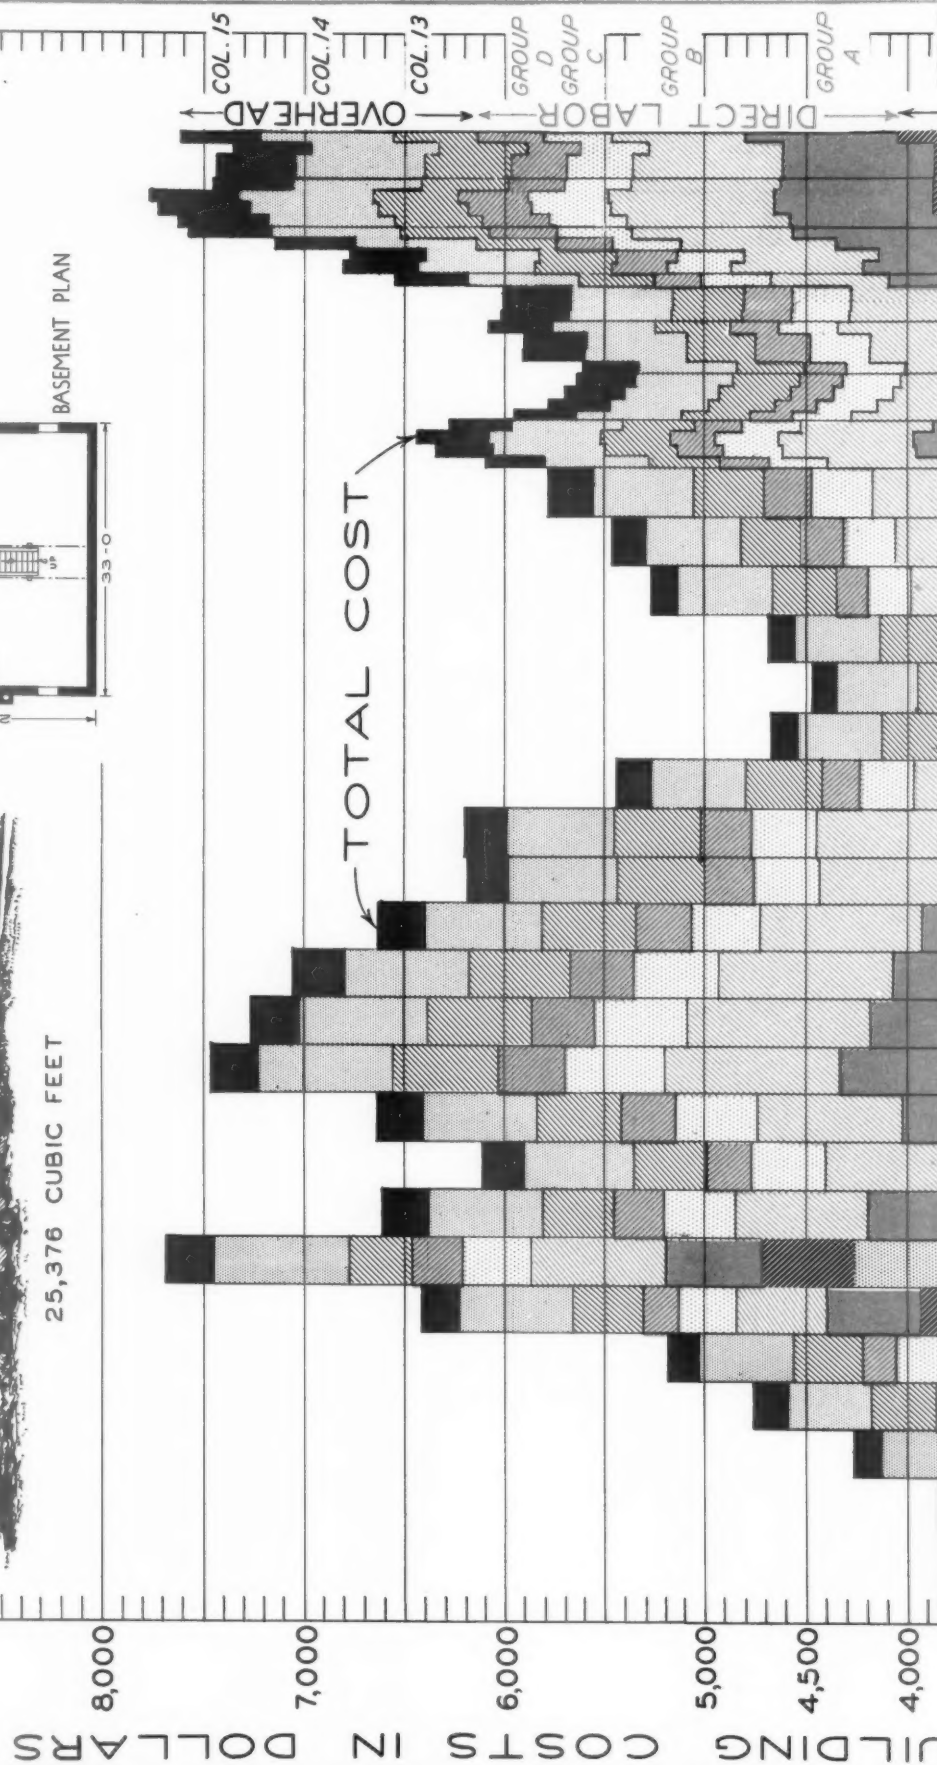 25,376 CUBIC FEET
BASEMENT PLAN
33-0
UP
TOTAL COST
8,000
7,000
6,000
5,000
4,500
4,000
COSTS IN DOLLARS
COL. 15
COL. 14
COL. 13
GROUP D
GROUP C
GROUP B
GROUP A
OVERHEAD
DIRECT LABOR